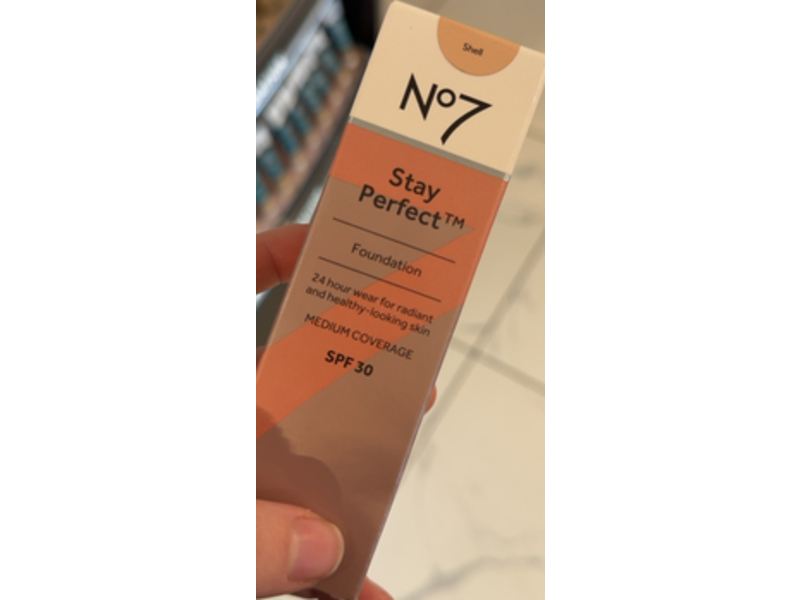 Shell
No7
Stay
Perfect™
Foundation
24 hour wear for radiant
and healthy-looking skin
MEDIUM COVERAGE
SPF 30